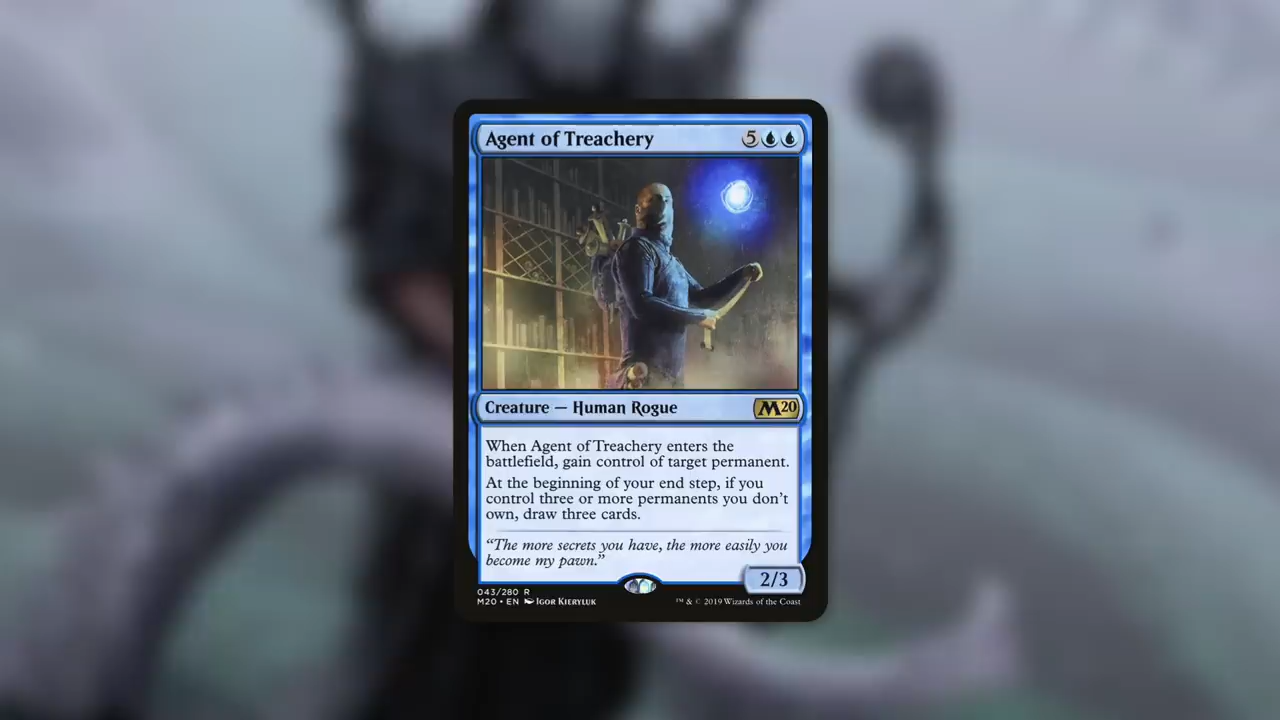 Agent of Treachery 5
Creature — Human Rogue M20
When Agent of Treachery enters the
battlefield, gain control of target permanent.
At the beginning of your end step, if you
control three or more permanents you don't
own, draw three cards.
"The more secrets you have, the more easily you
become my pawn."
2/3
043/280 R
M20 • EN Igor Kieryluk ™ & © 2019 Wizards of the Coast